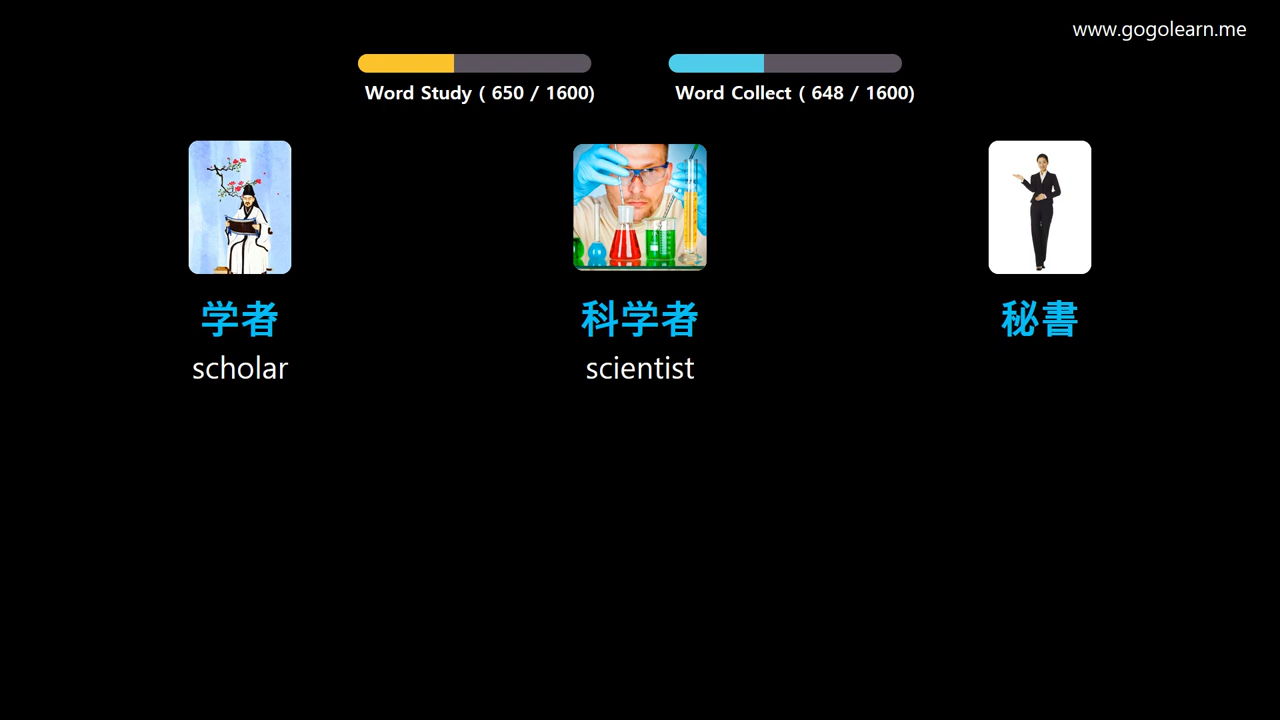 www.gogolearn.me
Word Study ( 650 / 1600)
Word Collect ( 648 / 1600)
学者
科学者
秘書
scholar
scientist